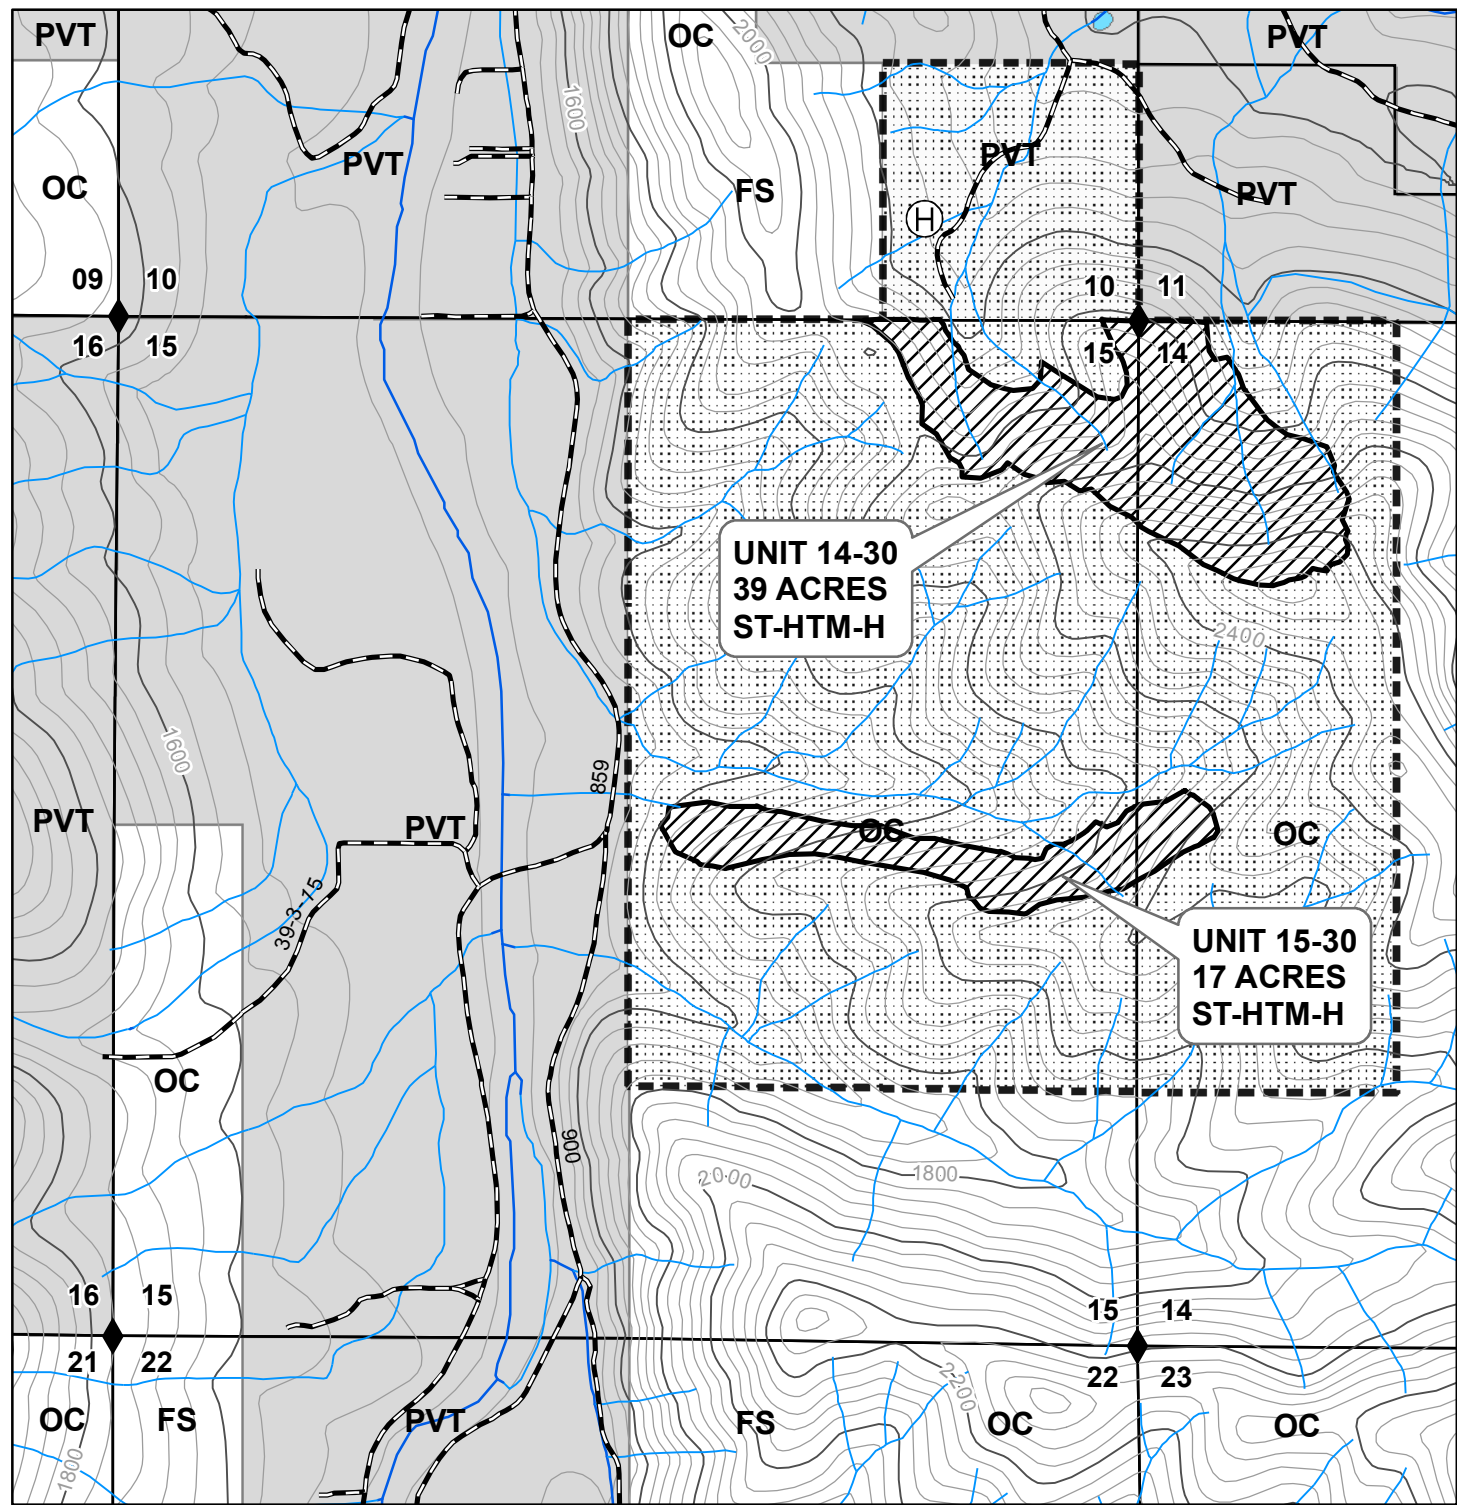 PVT
OC
2000
PVT
1600
PVT
PVT
OC
FS
PVT
H
09 10
10 11
16 15
15 14
UNIT 14-30
39 ACRES
ST-HTM-H
2400
1600
859
PVT
PVT
OC
OC
39-3-15
UNIT 15-30
17 ACRES
ST-HTM-H
OC
900
2000
1800
16 15
15 14
21 22
22 23
2200
OC
FS
PVT
FS
OC
OC
1800